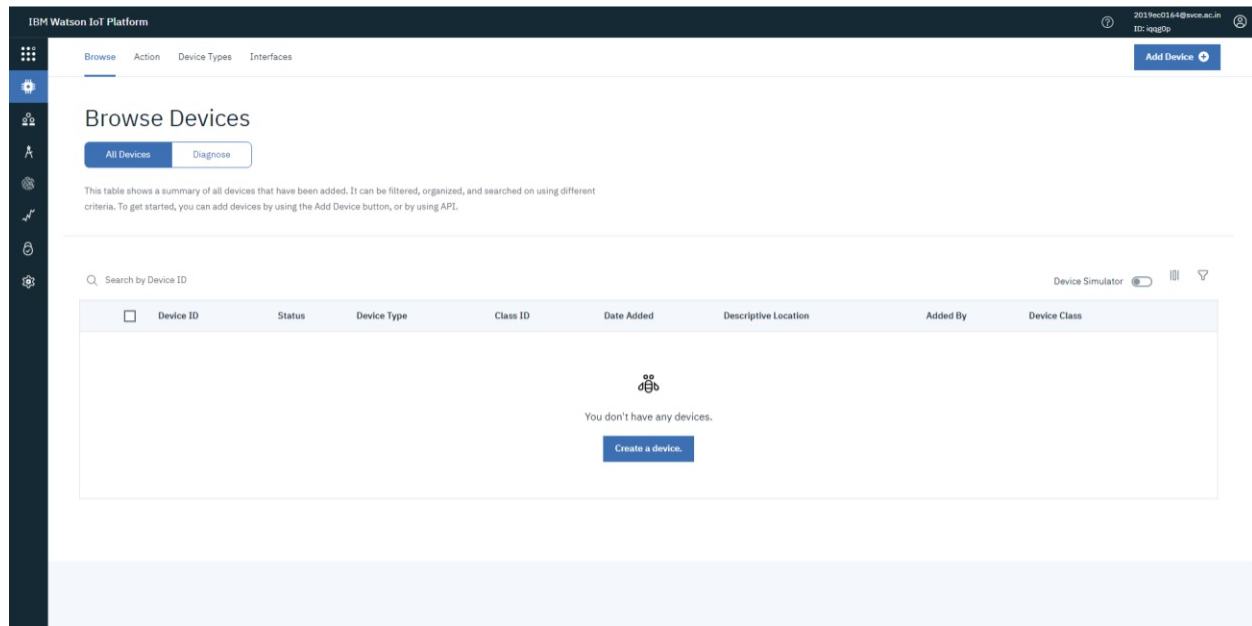 IBM Watson IoT Platform
2019ec0164@svce.ac.in
ID: iqqg0p
Browse Action Device Types Interfaces
Add Device
Browse Devices
All Devices Diagnose
This table shows a summary of all devices that have been added. It can be filtered, organized, and searched on using different
criteria. To get started, you can add devices by using the Add Device button, or by using API.
Search by Device ID
Device Simulator
Device ID Status Device Type Class ID Date Added Descriptive Location Added By Device Class
You don't have any devices.
Create a device.